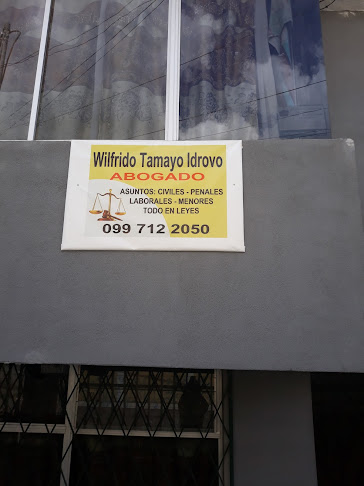 Wilfrido Tamayo Idrovo
ABOGADO
ASUNTOS: CIVILES - PENALES
LABORALES - MENORES
TODO EN LEYES
099 712 2050